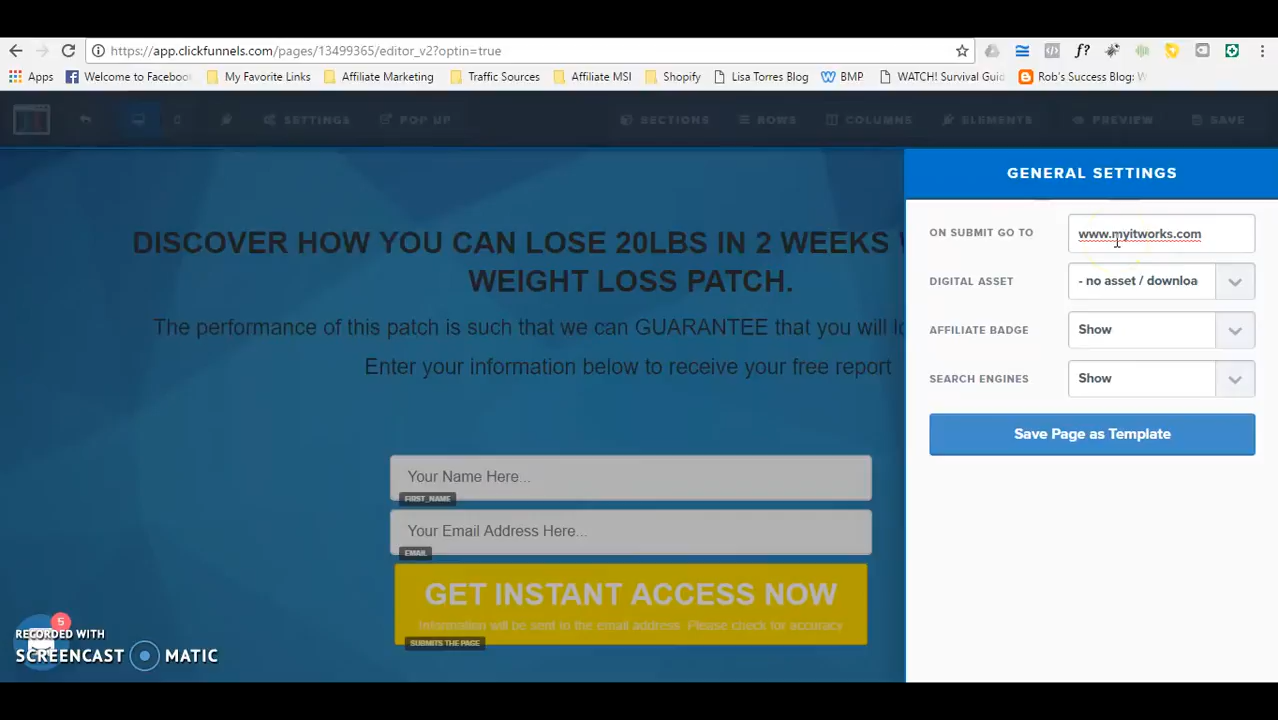 https://app.clickfunnels.com/pages/13499365/editor_v2?optin=true
f?
Apps
Welcome to Faceboo
My Favorite Links
Affiliate Marketing
Traffic Sources
Affiliate MSI
Shopify
Lisa Torres Blog
BMP
WATCH! Survival Guid
Rob's Success Blog: W
SETTINGS
POP UP
SECTIONS
ROWS
COLUMNS
ELEMENTS
PREVIEW
SAVE
GENERAL SETTINGS
ON SUBMIT GO TO
www.myitworks.com
DIGITAL ASSET
- no asset / downloa
AFFILIATE BADGE
Show
SEARCH ENGINES
Show
Save Page as Template
DISCOVER HOW YOU CAN LOSE 20LBS IN 2 WEEKS
WEIGHT LOSS PATCH.
The performance of this patch is such that we can GUARANTEE that you will
Enter your information below to receive your free report
Your Name Here...
FIRST_NAME
Your Email Address Here...
EMAIL
GET INSTANT ACCESS NOW
Information will be sent in the email address. Please check for accuracy
SUBMITS THE PAGE
5
RECORDED WITH
SCREENCAST MATIC